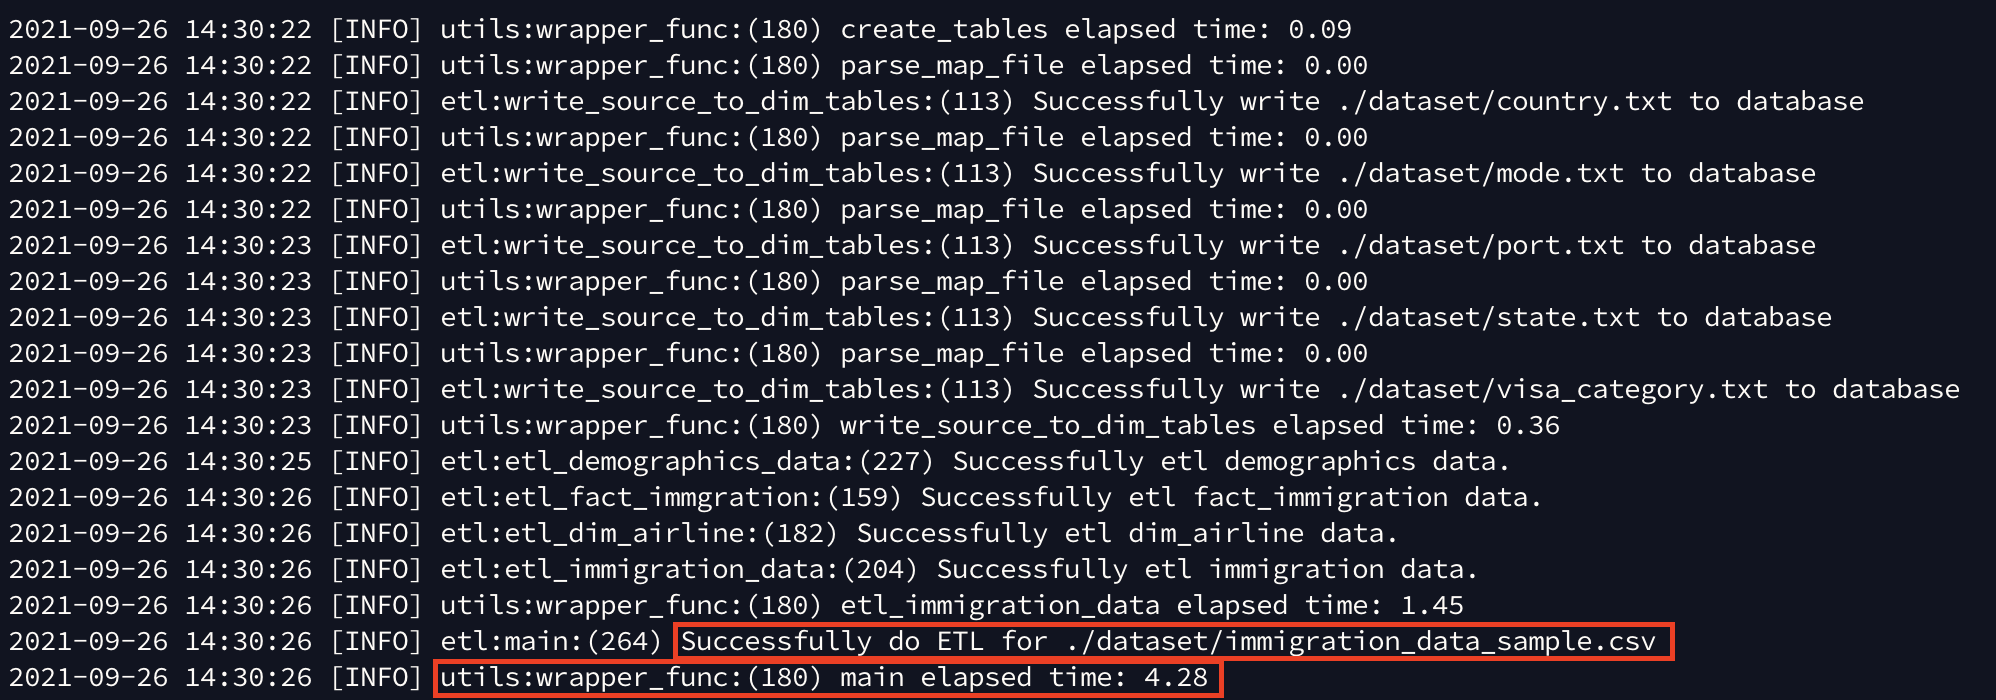 2021-09-26 14:30:22 [INFO] utils:wrapper_func:(180) create_tables elapsed time: 0.09
2021-09-26 14:30:22 [INFO] utils:wrapper_func:(180) parse_map_file elapsed time: 0.00
2021-09-26 14:30:22 [INFO] etl:write_source_to_dim_tables:(113) Successfully write ./dataset/country.txt to database
2021-09-26 14:30:22 [INFO] utils:wrapper_func:(180) parse_map_file elapsed time: 0.00
2021-09-26 14:30:22 [INFO] etl:write_source_to_dim_tables:(113) Successfully write ./dataset/mode.txt to database
2021-09-26 14:30:22 [INFO] utils:wrapper_func:(180) parse_map_file elapsed time: 0.00
2021-09-26 14:30:23 [INFO] etl:write_source_to_dim_tables:(113) Successfully write ./dataset/port.txt to database
2021-09-26 14:30:23 [INFO] utils:wrapper_func:(180) parse_map_file elapsed time: 0.00
2021-09-26 14:30:23 [INFO] etl:write_source_to_dim_tables:(113) Successfully write ./dataset/state.txt to database
2021-09-26 14:30:23 [INFO] utils:wrapper_func:(180) parse_map_file elapsed time: 0.00
2021-09-26 14:30:23 [INFO] etl:write_source_to_dim_tables:(113) Successfully write ./dataset/visa_category.txt to database
2021-09-26 14:30:23 [INFO] utils:wrapper_func:(180) write_source_to_dim_tables elapsed time: 0.36
2021-09-26 14:30:25 [INFO] etl:etl_demographics_data:(227) Successfully etl demographics data.
2021-09-26 14:30:26 [INFO] etl:etl_fact_immgration:(159) Successfully etl fact_immigration data.
2021-09-26 14:30:26 [INFO] etl:etl_dim_airline:(182) Successfully etl dim_airline data.
2021-09-26 14:30:26 [INFO] etl:etl_immigration_data:(204) Successfully etl immigration data.
2021-09-26 14:30:26 [INFO] utils:wrapper_func:(180) etl_immigration_data elapsed time: 1.45
2021-09-26 14:30:26 [INFO] etl:main:(264) Successfully do ETL for ./dataset/immigration_data_sample.csv
2021-09-26 14:30:26 [INFO] utils:wrapper_func:(180) main elapsed time: 4.28